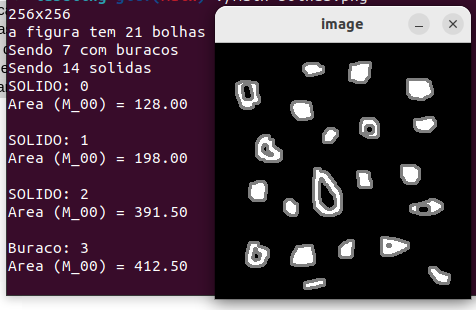 256x256
a figura tem 21 bolhas
Sendo 7 com buracos
Sendo 14 solidas
SOLIDO: 0
Area (M_00) = 128.00
SOLIDO: 1
Area (M_00) = 198.00
SOLIDO: 2
Area (M_00) = 391.50
Buraco: 3
Area (M_00) = 412.50
image